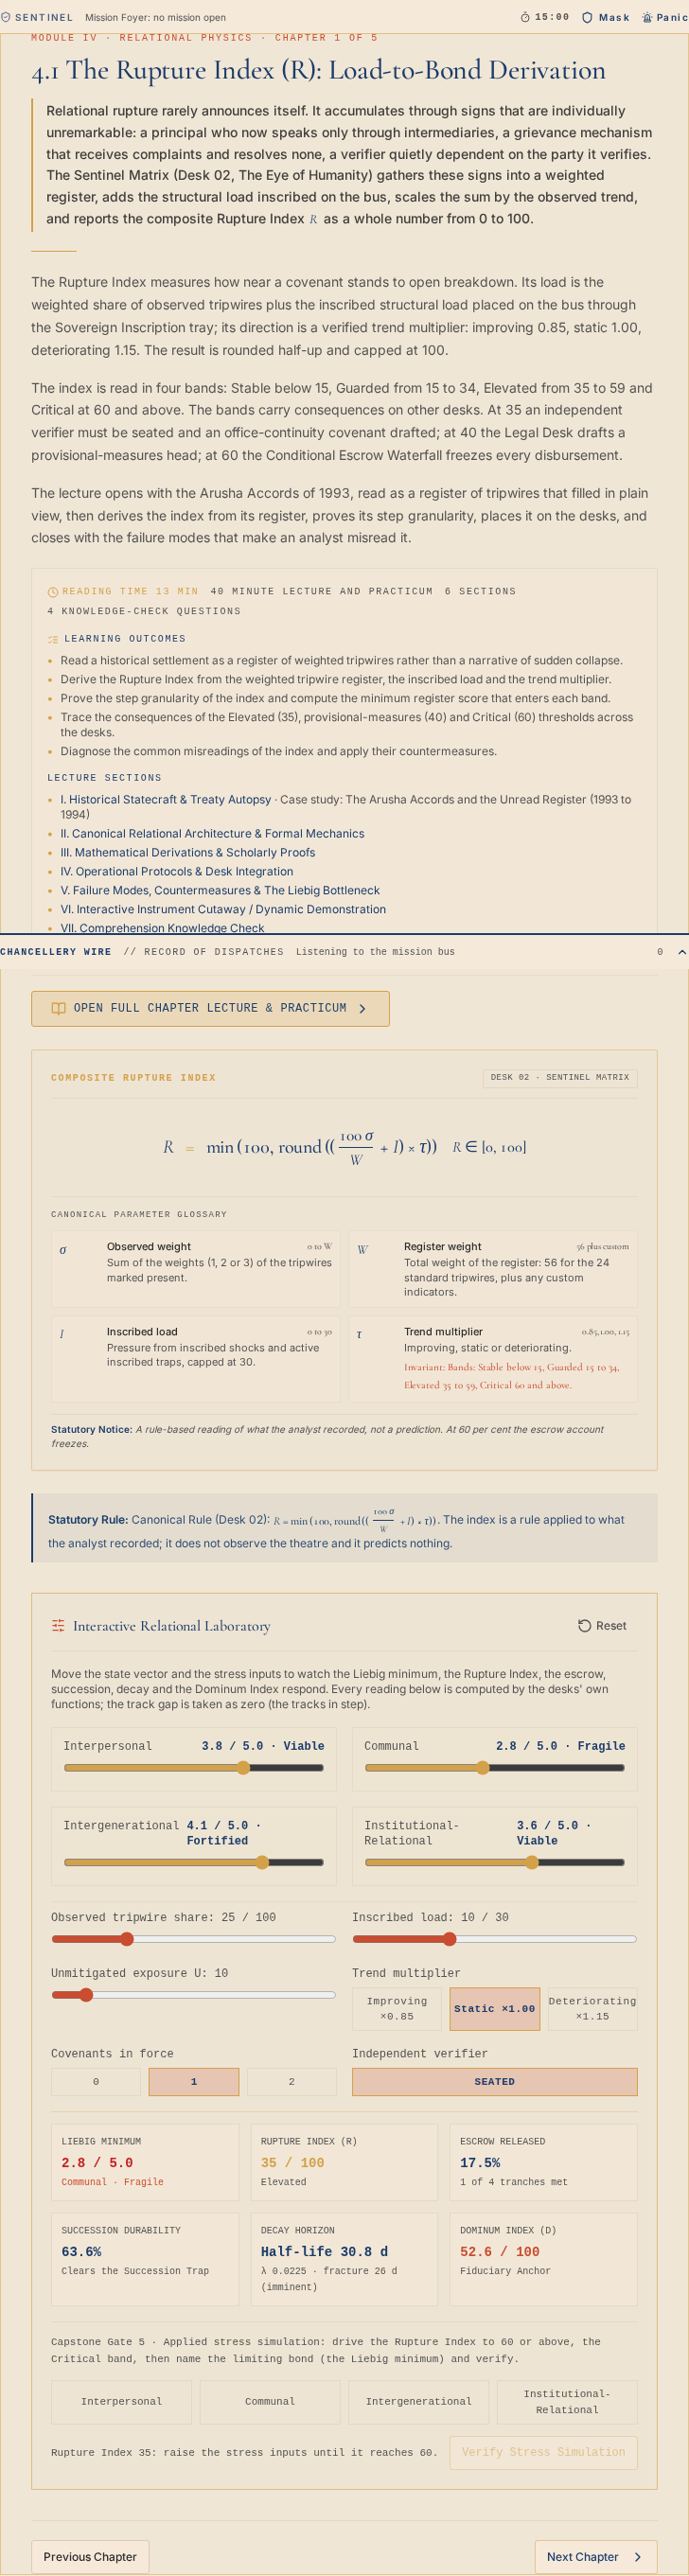 SENTINEL Mission Foyer: no mission open 15:00 Mask Panic
MODULE IV · RELATIONAL PHYSICS · CHAPTER 1 OF 5
4.1 The Rupture Index (R): Load-to-Bond Derivation
Relational rupture rarely announces itself. It accumulates through signs that are individually
unremarkable: a principal who now speaks only through intermediaries, a grievance mechanism
that receives complaints and resolves none, a verifier quietly dependent on the party it verifies.
The Sentinel Matrix (Desk 02, The Eye of Humanity) gathers these signs into a weighted
register, adds the structural load inscribed on the bus, scales the sum by the observed trend,
and reports the composite Rupture Index R as a whole number from 0 to 100.
The Rupture Index measures how near a covenant stands to open breakdown. Its load is the
weighted share of observed tripwires plus the inscribed structural load placed on the bus through
the Sovereign Inscription tray; its direction is a verified trend multiplier: improving 0.85, static 1.00,
deteriorating 1.15. The result is rounded half-up and capped at 100.
The index is read in four bands: Stable below 15, Guarded from 15 to 34, Elevated from 35 to 59 and
Critical at 60 and above. The bands carry consequences on other desks. At 35 an independent
verifier must be seated and an office-continuity covenant drafted; at 40 the Legal Desk drafts a
provisional-measures head; at 60 the Conditional Escrow Waterfall freezes every disbursement.
The lecture opens with the Arusha Accords of 1993, read as a register of tripwires that filled in plain
view, then derives the index from its register, proves its step granularity, places it on the desks, and
closes with the failure modes that make an analyst misread it.
READING TIME 13 MIN 40 MINUTE LECTURE AND PRACTICUM 6 SECTIONS
4 KNOWLEDGE-CHECK QUESTIONS
LEARNING OUTCOMES
• Read a historical settlement as a register of weighted tripwires rather than a narrative of sudden collapse.
• Derive the Rupture Index from the weighted tripwire register, the inscribed load and the trend multiplier.
• Prove the step granularity of the index and compute the minimum register score that enters each band.
• Trace the consequences of the Elevated (35), provisional-measures (40) and Critical (60) thresholds across
the desks.
• Diagnose the common misreadings of the index and apply their countermeasures.
LECTURE SECTIONS
• I. Historical Statecraft & Treaty Autopsy · Case study: The Arusha Accords and the Unread Register (1993 to
1994)
• II. Canonical Relational Architecture & Formal Mechanics
• III. Mathematical Derivations & Scholarly Proofs
• IV. Operational Protocols & Desk Integration
• V. Failure Modes, Countermeasures & The Liebig Bottleneck
• VI. Interactive Instrument Cutaway / Dynamic Demonstration
• VII. Comprehension Knowledge Check
CHANCELLERY WIRE // RECORD OF DISPATCHES Listening to the mission bus 0
OPEN FULL CHAPTER LECTURE & PRACTICUM
COMPOSITE RUPTURE INDEX DESK 02 · SENTINEL MATRIX
R = min (100, round ((100 σ / W + I) × τ)) R ∈ [0, 100]
CANONICAL PARAMETER GLOSSARY
σ Observed weight 0 to W
Sum of the weights (1, 2 or 3) of the tripwires
marked present.
W Register weight 56 plus custom
Total weight of the register: 56 for the 24
standard tripwires, plus any custom
indicators.
I Inscribed load 0 to 30
Pressure from inscribed shocks and active
inscribed traps, capped at 30.
τ Trend multiplier 0.85, 1.00, 1.15
Improving, static or deteriorating.
Invariant: Bands: Stable below 15, Guarded 15 to 34,
Elevated 35 to 59, Critical 60 and above.
Statutory Notice: A rule-based reading of what the analyst recorded, not a prediction. At 60 per cent the escrow account
freezes.
Statutory Rule: Canonical Rule (Desk 02): R = min (100, round ((100 σ / W + I) × τ)). The index is a rule applied to what
the analyst recorded; it does not observe the theatre and it predicts nothing.
Interactive Relational Laboratory Reset
Move the state vector and the stress inputs to watch the Liebig minimum, the Rupture Index, the escrow,
succession, decay and the Dominum Index respond. Every reading below is computed by the desks' own
functions; the track gap is taken as zero (the tracks in step).
Interpersonal 3.8 / 5.0 · Viable
Communal 2.8 / 5.0 · Fragile
Intergenerational 4.1 / 5.0 ·
Fortified
Institutional- 3.6 / 5.0 ·
Relational Viable
Observed tripwire share: 25 / 100
Inscribed load: 10 / 30
Unmitigated exposure U: 10
Trend multiplier
Improving ×0.85
Static ×1.00
Deteriorating ×1.15
Covenants in force
0 1 2
Independent verifier
SEATED
LIEBIG MINIMUM
2.8 / 5.0
Communal · Fragile
RUPTURE INDEX (R)
35 / 100
Elevated
ESCROW RELEASED
17.5%
1 of 4 tranches met
SUCCESSION DURABILITY
63.6%
Clears the Succession Trap
DECAY HORIZON
Half-life 30.8 d
λ 0.0225 · fracture 26 d
(imminent)
DOMINUM INDEX (D)
52.6 / 100
Fiduciary Anchor
Capstone Gate 5 · Applied stress simulation: drive the Rupture Index to 60 or above, the
Critical band, then name the limiting bond (the Liebig minimum) and verify.
Interpersonal
Communal
Intergenerational
Institutional-
Relational
Rupture Index 35: raise the stress inputs until it reaches 60. Verify Stress Simulation
Previous Chapter Next Chapter